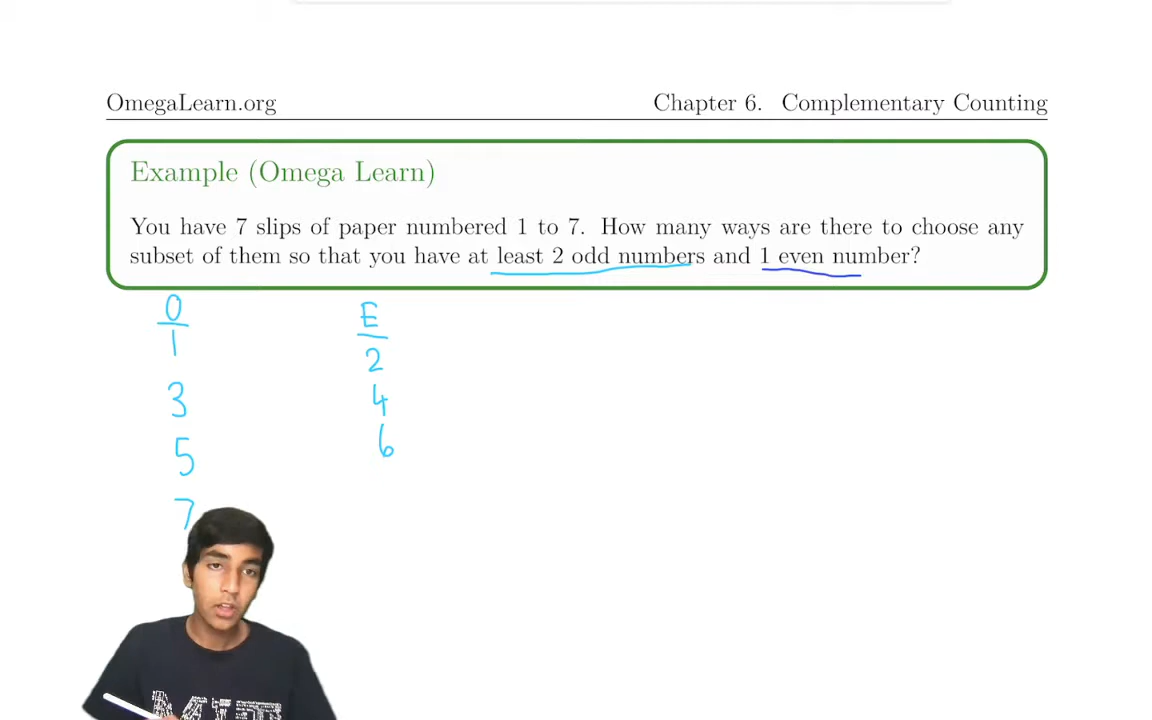 OmegaLearn.org Chapter 6. Complementary Counting
Example (Omega Learn)
You have 7 slips of paper numbered 1 to 7. How many ways are there to choose any
subset of them so that you have at least 2 odd numbers and 1 even number?
O E
1 2
3 4
5 6
7